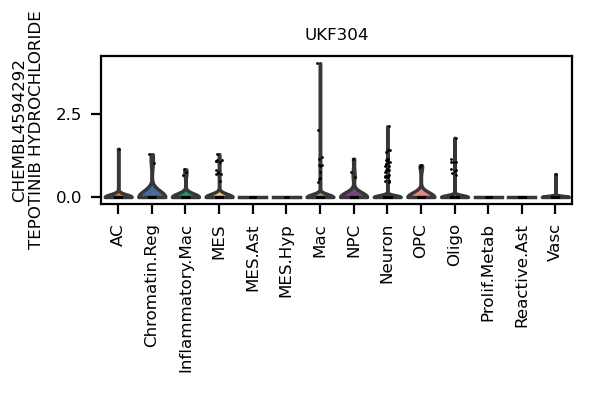 UKF304
CHEMBL4594292
TEPOTINIB HYDROCHLORIDE
2.5
0.0
AC
Chromatin.Reg
Inflammatory.Mac
MES
MES.Ast
MES.Hyp
Mac
NPC
Neuron
OPC
Oligo
Prolif.Metab
Reactive.Ast
Vasc